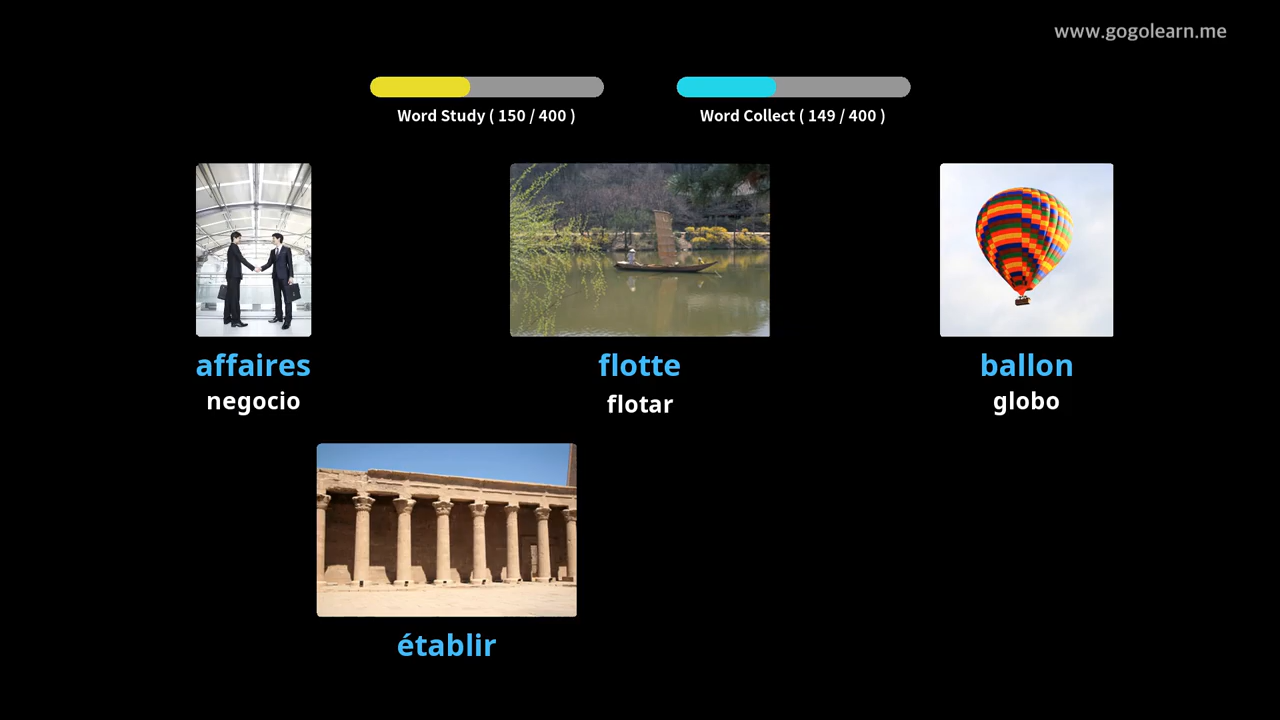 www.gogolearn.me
Word Study ( 150 / 400 )
Word Collect ( 149 / 400 )
affaires
negocio
flotte
flotar
ballon
globo
établir